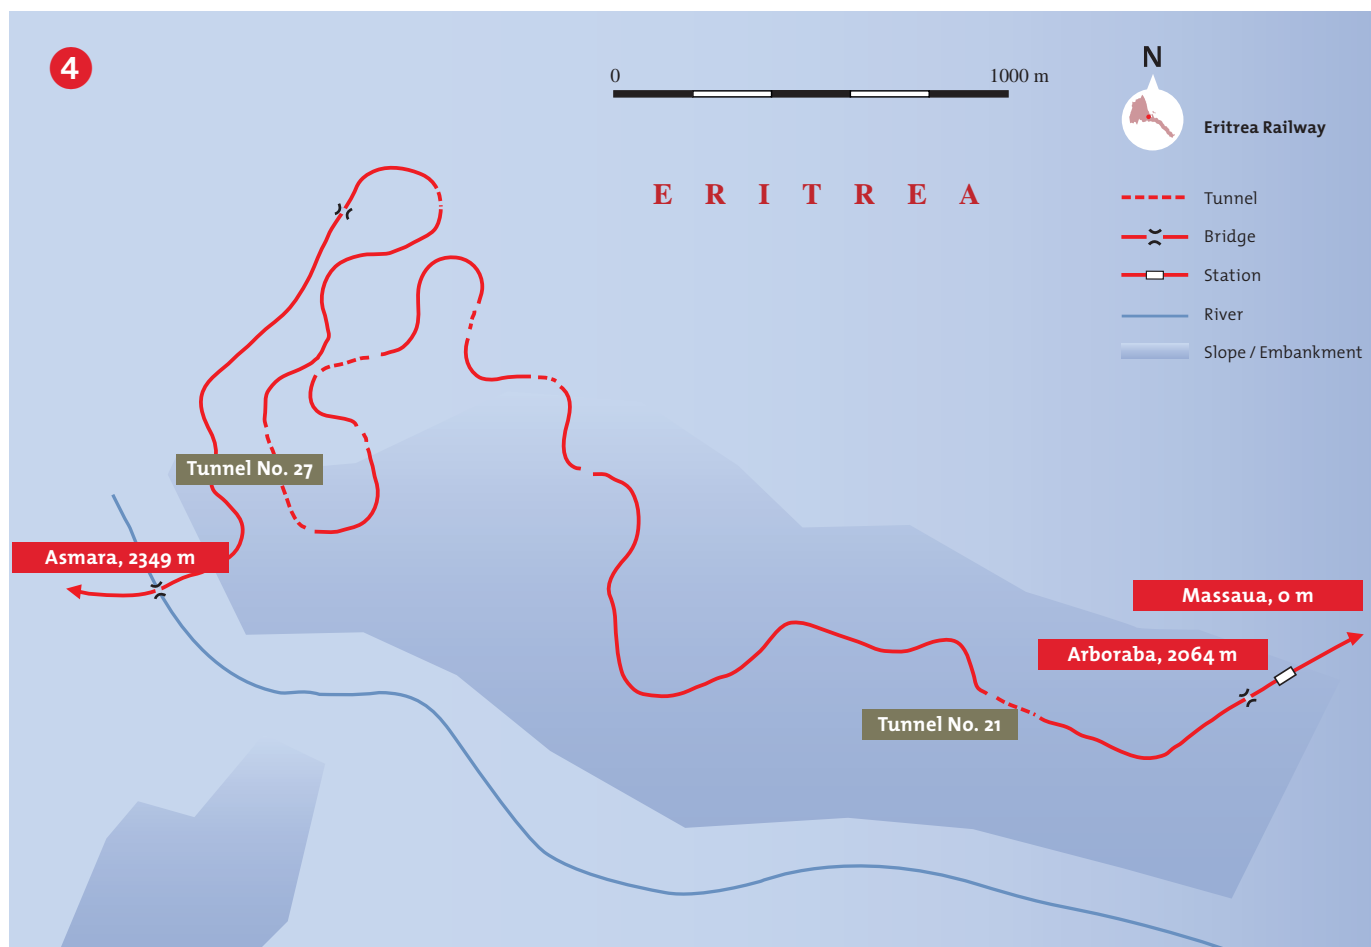 4
0 1000 m
N
Eritrea Railway
E R I T R E A
Tunnel
Bridge
Station
River
Slope / Embankment
Tunnel No. 27
Asmara, 2349 m
Massaua, 0 m
Arboraba, 2064 m
Tunnel No. 21